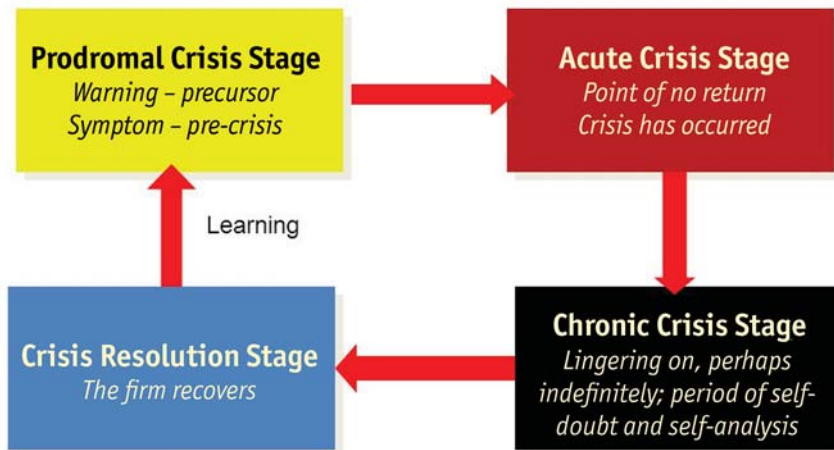 Prodromal Crisis Stage
Warning – precursor
Symptom – pre-crisis
Acute Crisis Stage
Point of no return
Crisis has occurred
Learning
Crisis Resolution Stage
The firm recovers
Chronic Crisis Stage
Lingering on, perhaps
indefinitely; period of self-
doubt and self-analysis